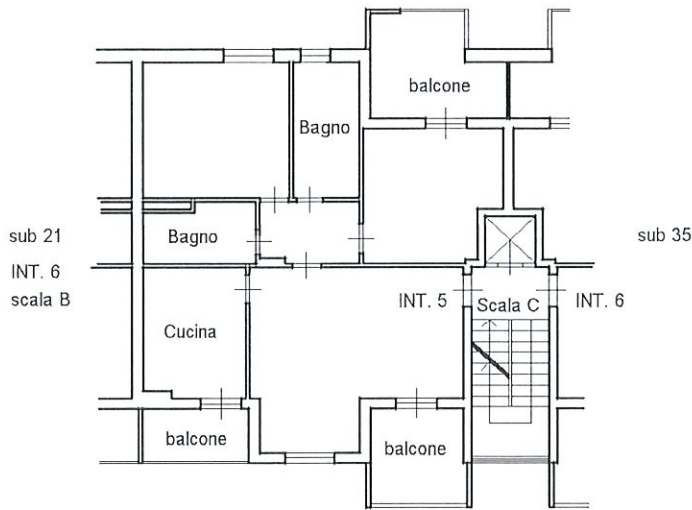 balcone
Bagno
sub 21
Bagno
sub 35
INT. 6
scala B
INT. 5
Scala C
INT. 6
Cucina
balcone
balcone